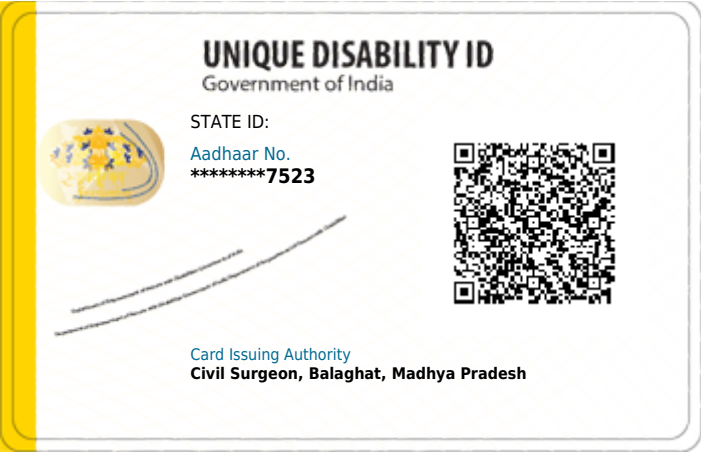 UNIQUE DISABILITY ID
Government of India
STATE ID:
Aadhaar No.
********7523
Card Issuing Authority
Civil Surgeon, Balaghat, Madhya Pradesh